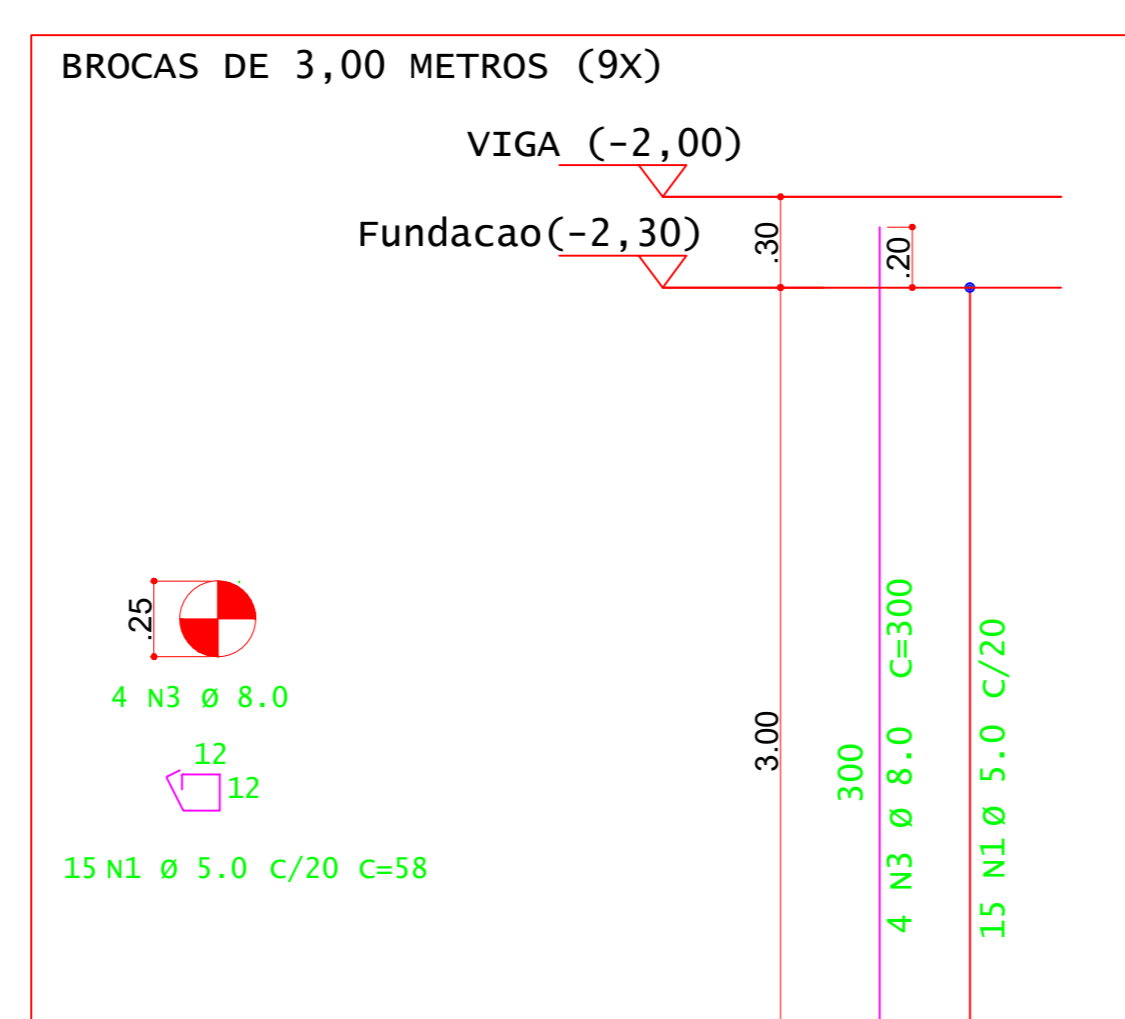 BROCAS DE 3,00 METROS (9X)
VIGA (-2,00)
Fundacao(-2,30)
.30
.20
.25
4 N3 Ø 8.0
12
12
15 N1 Ø 5.0 C/20 C=58
3.00
300
4 N3 Ø 8.0 C=300
15 N1 Ø 5.0 C/20